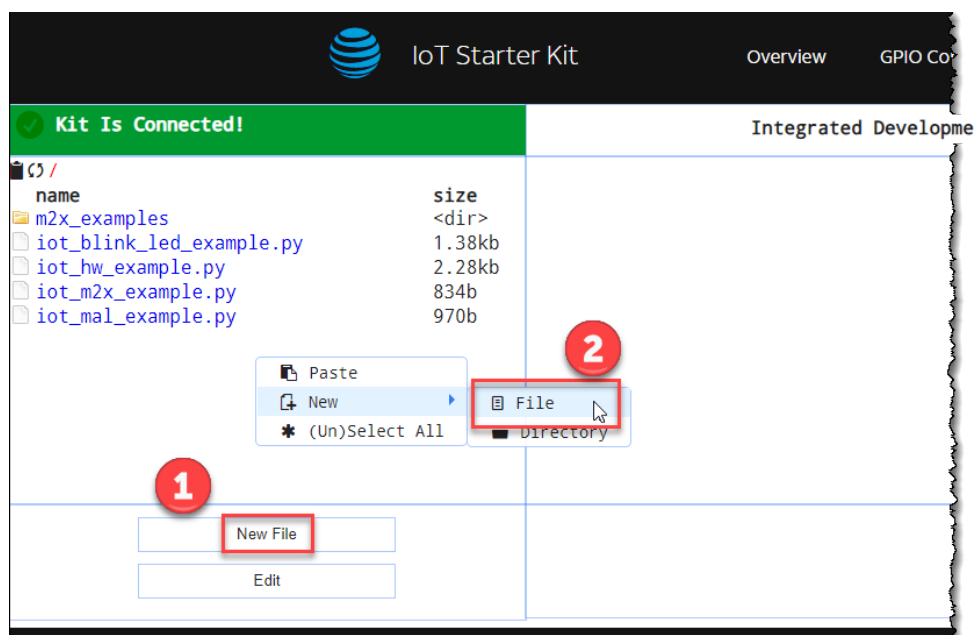 IoT Starter Kit Overview GPIO Co
Kit Is Connected! Integrated Developme
/
name size
m2x_examples <dir>
iot_blink_led_example.py 1.38kb
iot_hw_example.py 2.28kb
iot_m2x_example.py 834b
iot_mal_example.py 970b
2
Paste
New File
(Un)Select All Directory
1
New File
Edit